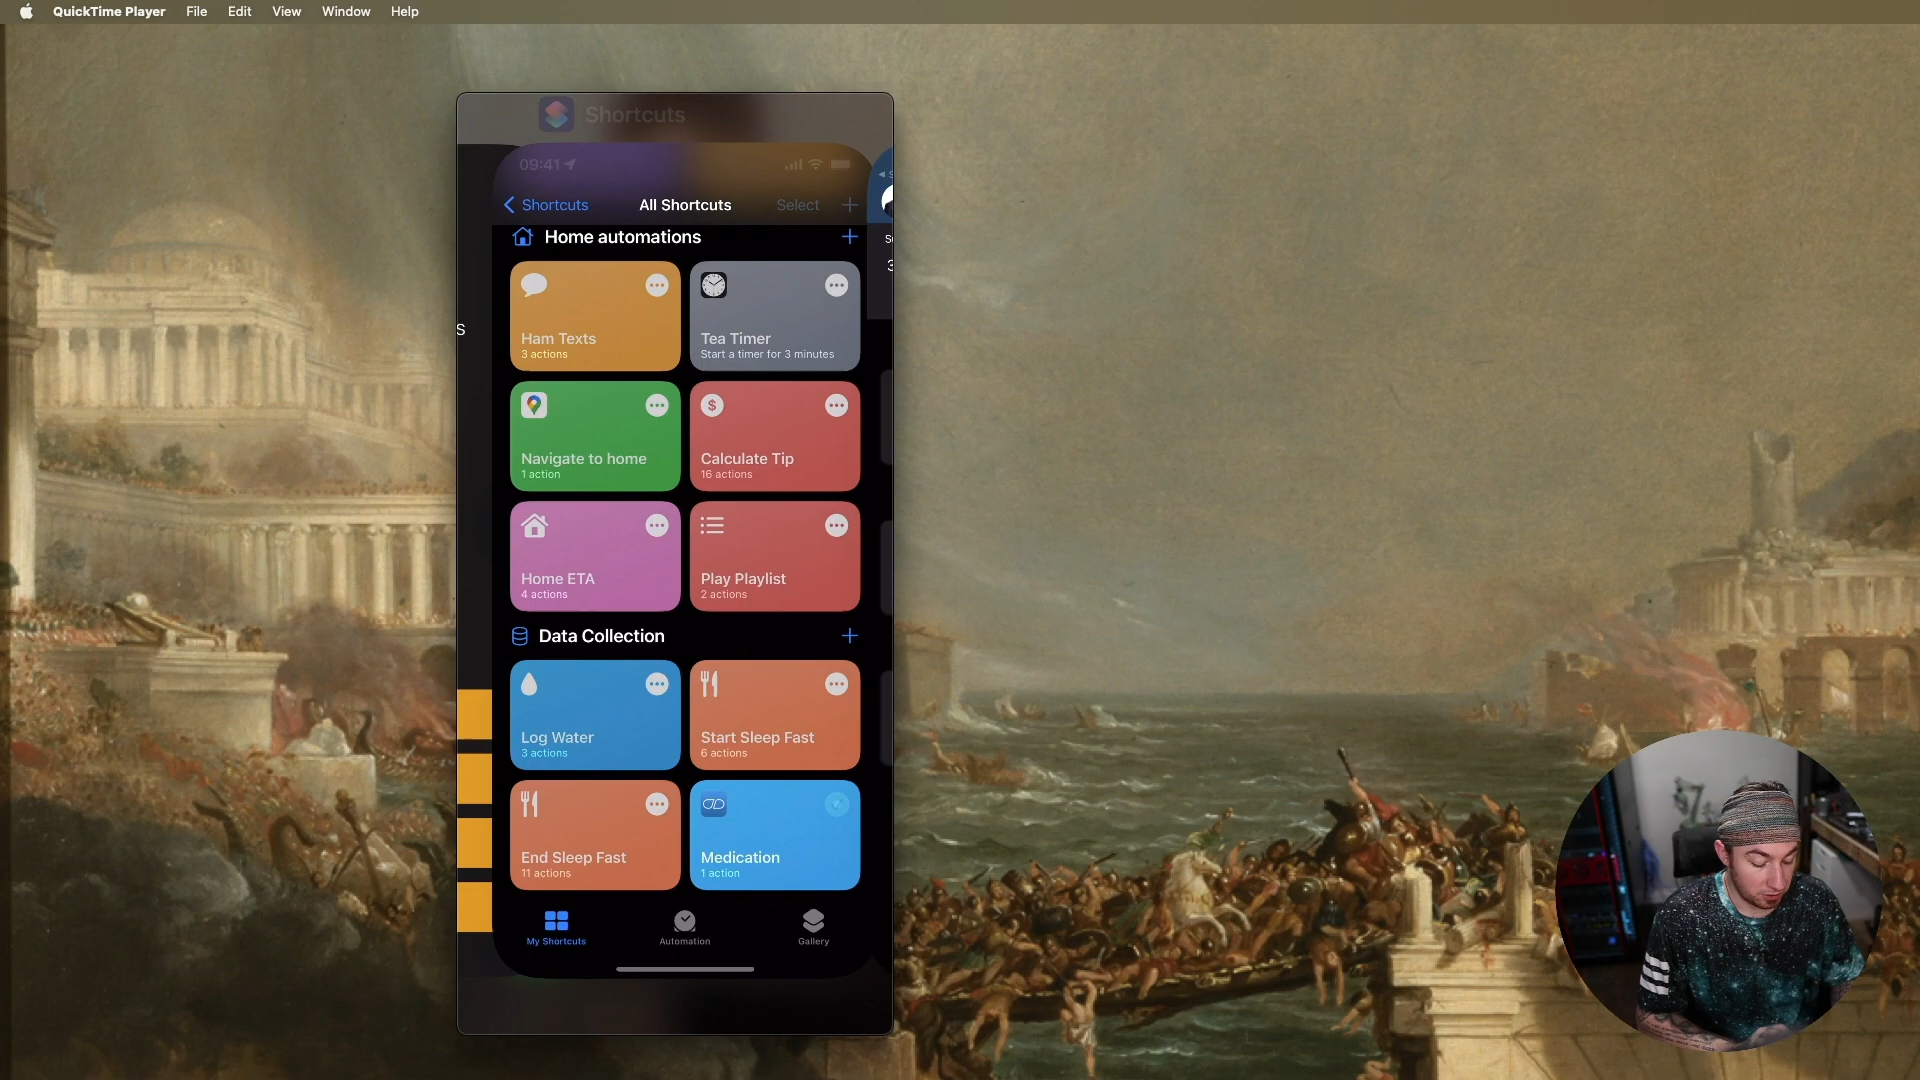 QuickTime Player File Edit View Window Help
Shortcuts
09:41
Shortcuts All Shortcuts Select
Home automations
Ham Texts
3 actions
Tea Timer
Start a timer for 3 minutes
Navigate to home
1 action
Calculate Tip
16 actions
Home ETA
4 actions
Play Playlist
2 actions
Data Collection
Log Water
3 actions
Start Sleep Fast
6 actions
End Sleep Fast
11 actions
Medication
1 action
My Shortcuts Automation Gallery
S